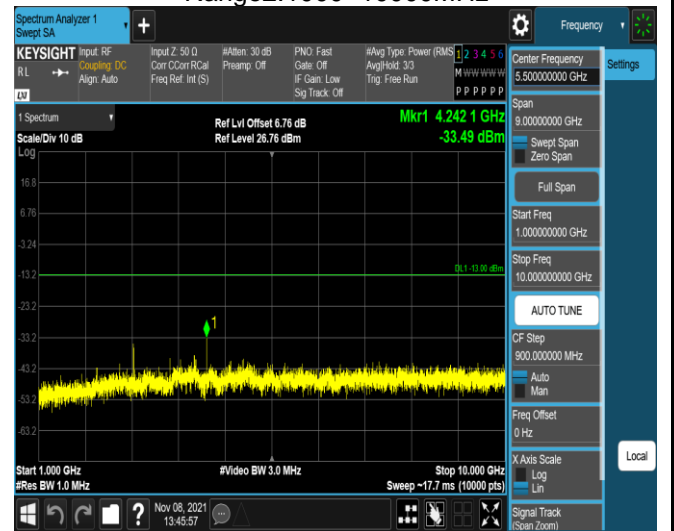 Spectrum Analyzer 1
Swept SA
Frequency
KEYSIGHT
RL
LXI
Input: RF
Coupling: DC
Align: Auto
Input Z: 50 Ω
Corr CCorr RCal
Freq Ref: Int (S)
#Atten: 30 dB
Preamp: Off
PNO: Fast
Gate: Off
IF Gain: Low
Sig Track: Off
#Avg Type: Power (RMS
Avg|Hold: 3/3
Trig: Free Run
1 2 3 4 5 6
M W W W W W
P P P P P P
1 Spectrum
Scale/Div 10 dB
Log
Ref Lvl Offset 6.76 dB
Ref Level 26.76 dBm
Mkr1 4.242 1 GHz
-33.49 dBm
16.8
6.76
-3.24
-13.2
-23.2
-33.2
-43.2
-53.2
-63.2
DL1 -13.00 dBm
1
Start 1.000 GHz
#Res BW 1.0 MHz
#Video BW 3.0 MHz
Stop 10.000 GHz
Sweep ~17.7 ms (10000 pts)
Nov 08, 2021
13:45:57
Center Frequency
5.500000000 GHz
Span
9.00000000 GHz
Swept Span
Zero Span
Full Span
Start Freq
1.000000000 GHz
Stop Freq
10.000000000 GHz
AUTO TUNE
CF Step
900.000000 MHz
Auto
Man
Freq Offset
0 Hz
X Axis Scale
Log
Lin
Signal Track
(Span Zoom)
Settings
Local